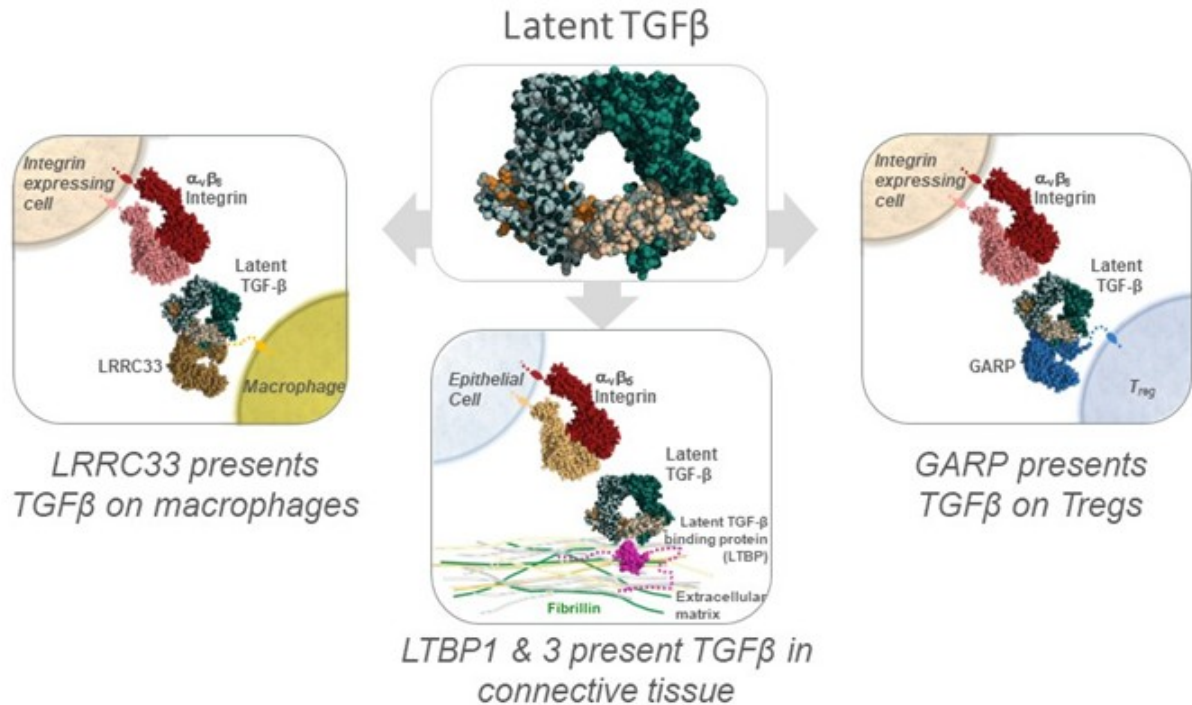 Latent TGFβ
Integrin
expressing
cell
αvβ8
Integrin
Latent
TGF-β
LRRC33
Macrophage
LRRC33 presents
TGFβ on macrophages
Epithelial
Cell
αvβ6
Integrin
Latent
TGF-β
Latent TGF-β
binding protein
(LTBP)
Extracellular
matrix
Fibrillin
LTBP1 & 3 present TGFβ in
connective tissue
Integrin
expressing
cell
αvβ8
Integrin
Latent
TGF-β
GARP
Treg
GARP presents
TGFβ on Tregs